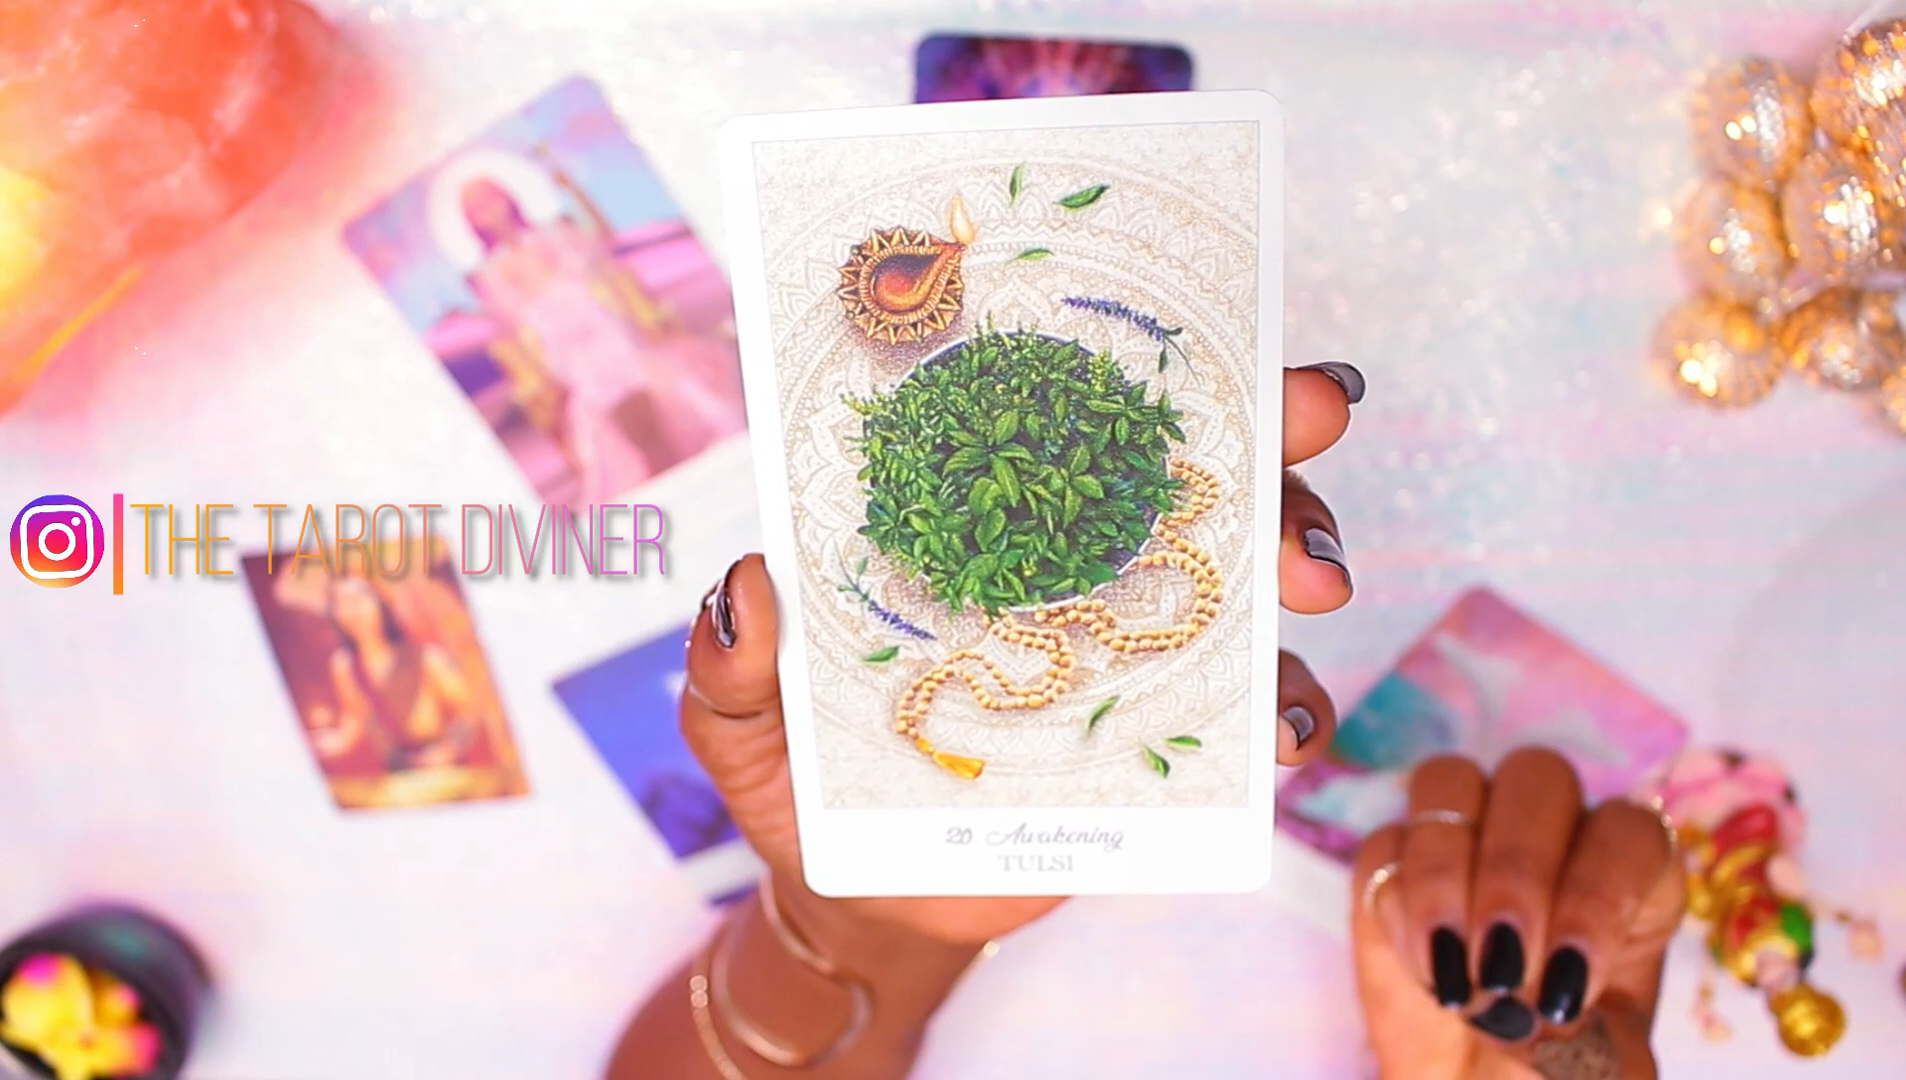 THE TAROT DIVINER
20. Awakening
TULSI